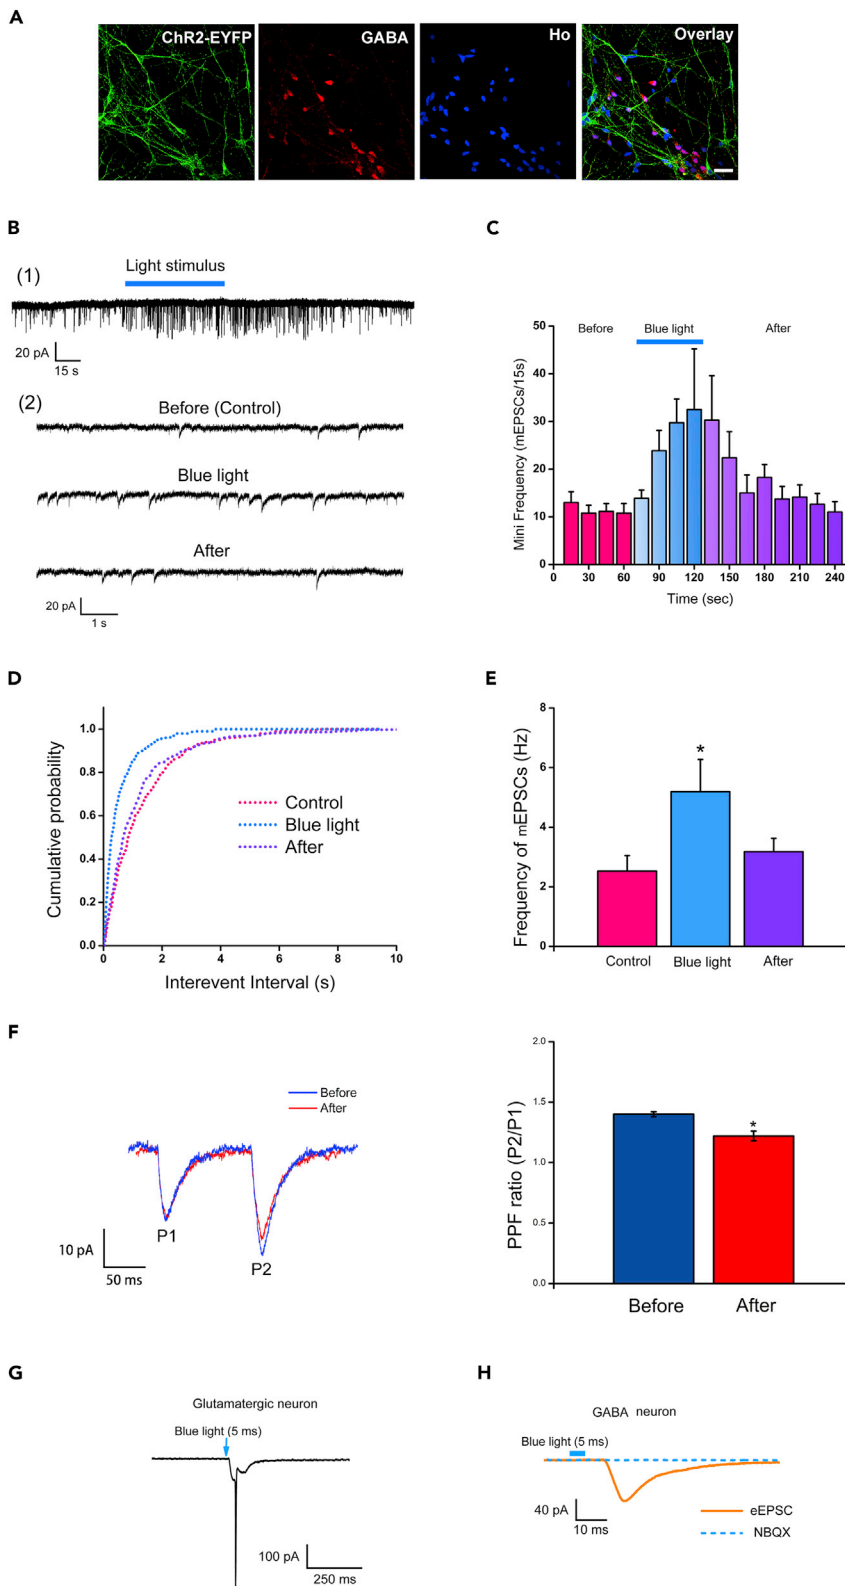 A
ChR2-EYFP
GABA
Ho
Overlay
B
(1)
Light stimulus
20 pA
15 s
(2)
Before (Control)
Blue light
After
20 pA
1 s
C
Mini Frequency (mEPSCs/15s)
50
40
30
20
10
0
Before
Blue light
After
0
30
60
90
120
150
180
210
240
Time (sec)
D
Cumulative probability
1.0
0.8
0.6
0.4
0.2
0.0
Control
Blue light
After
0
2
4
6
8
10
Interevent Interval (s)
E
Frequency of mEPSCs (Hz)
8
6
4
2
0
*
Control
Blue light
After
F
Before
After
P1
P2
10 pA
50 ms
PPF ratio (P2/P1)
2.0
1.5
1.0
0.5
0.0
*
Before
After
G
Glutamatergic neuron
Blue light (5 ms)
100 pA
250 ms
H
GABA neuron
Blue light (5 ms)
40 pA
10 ms
eEPSC
NBQX